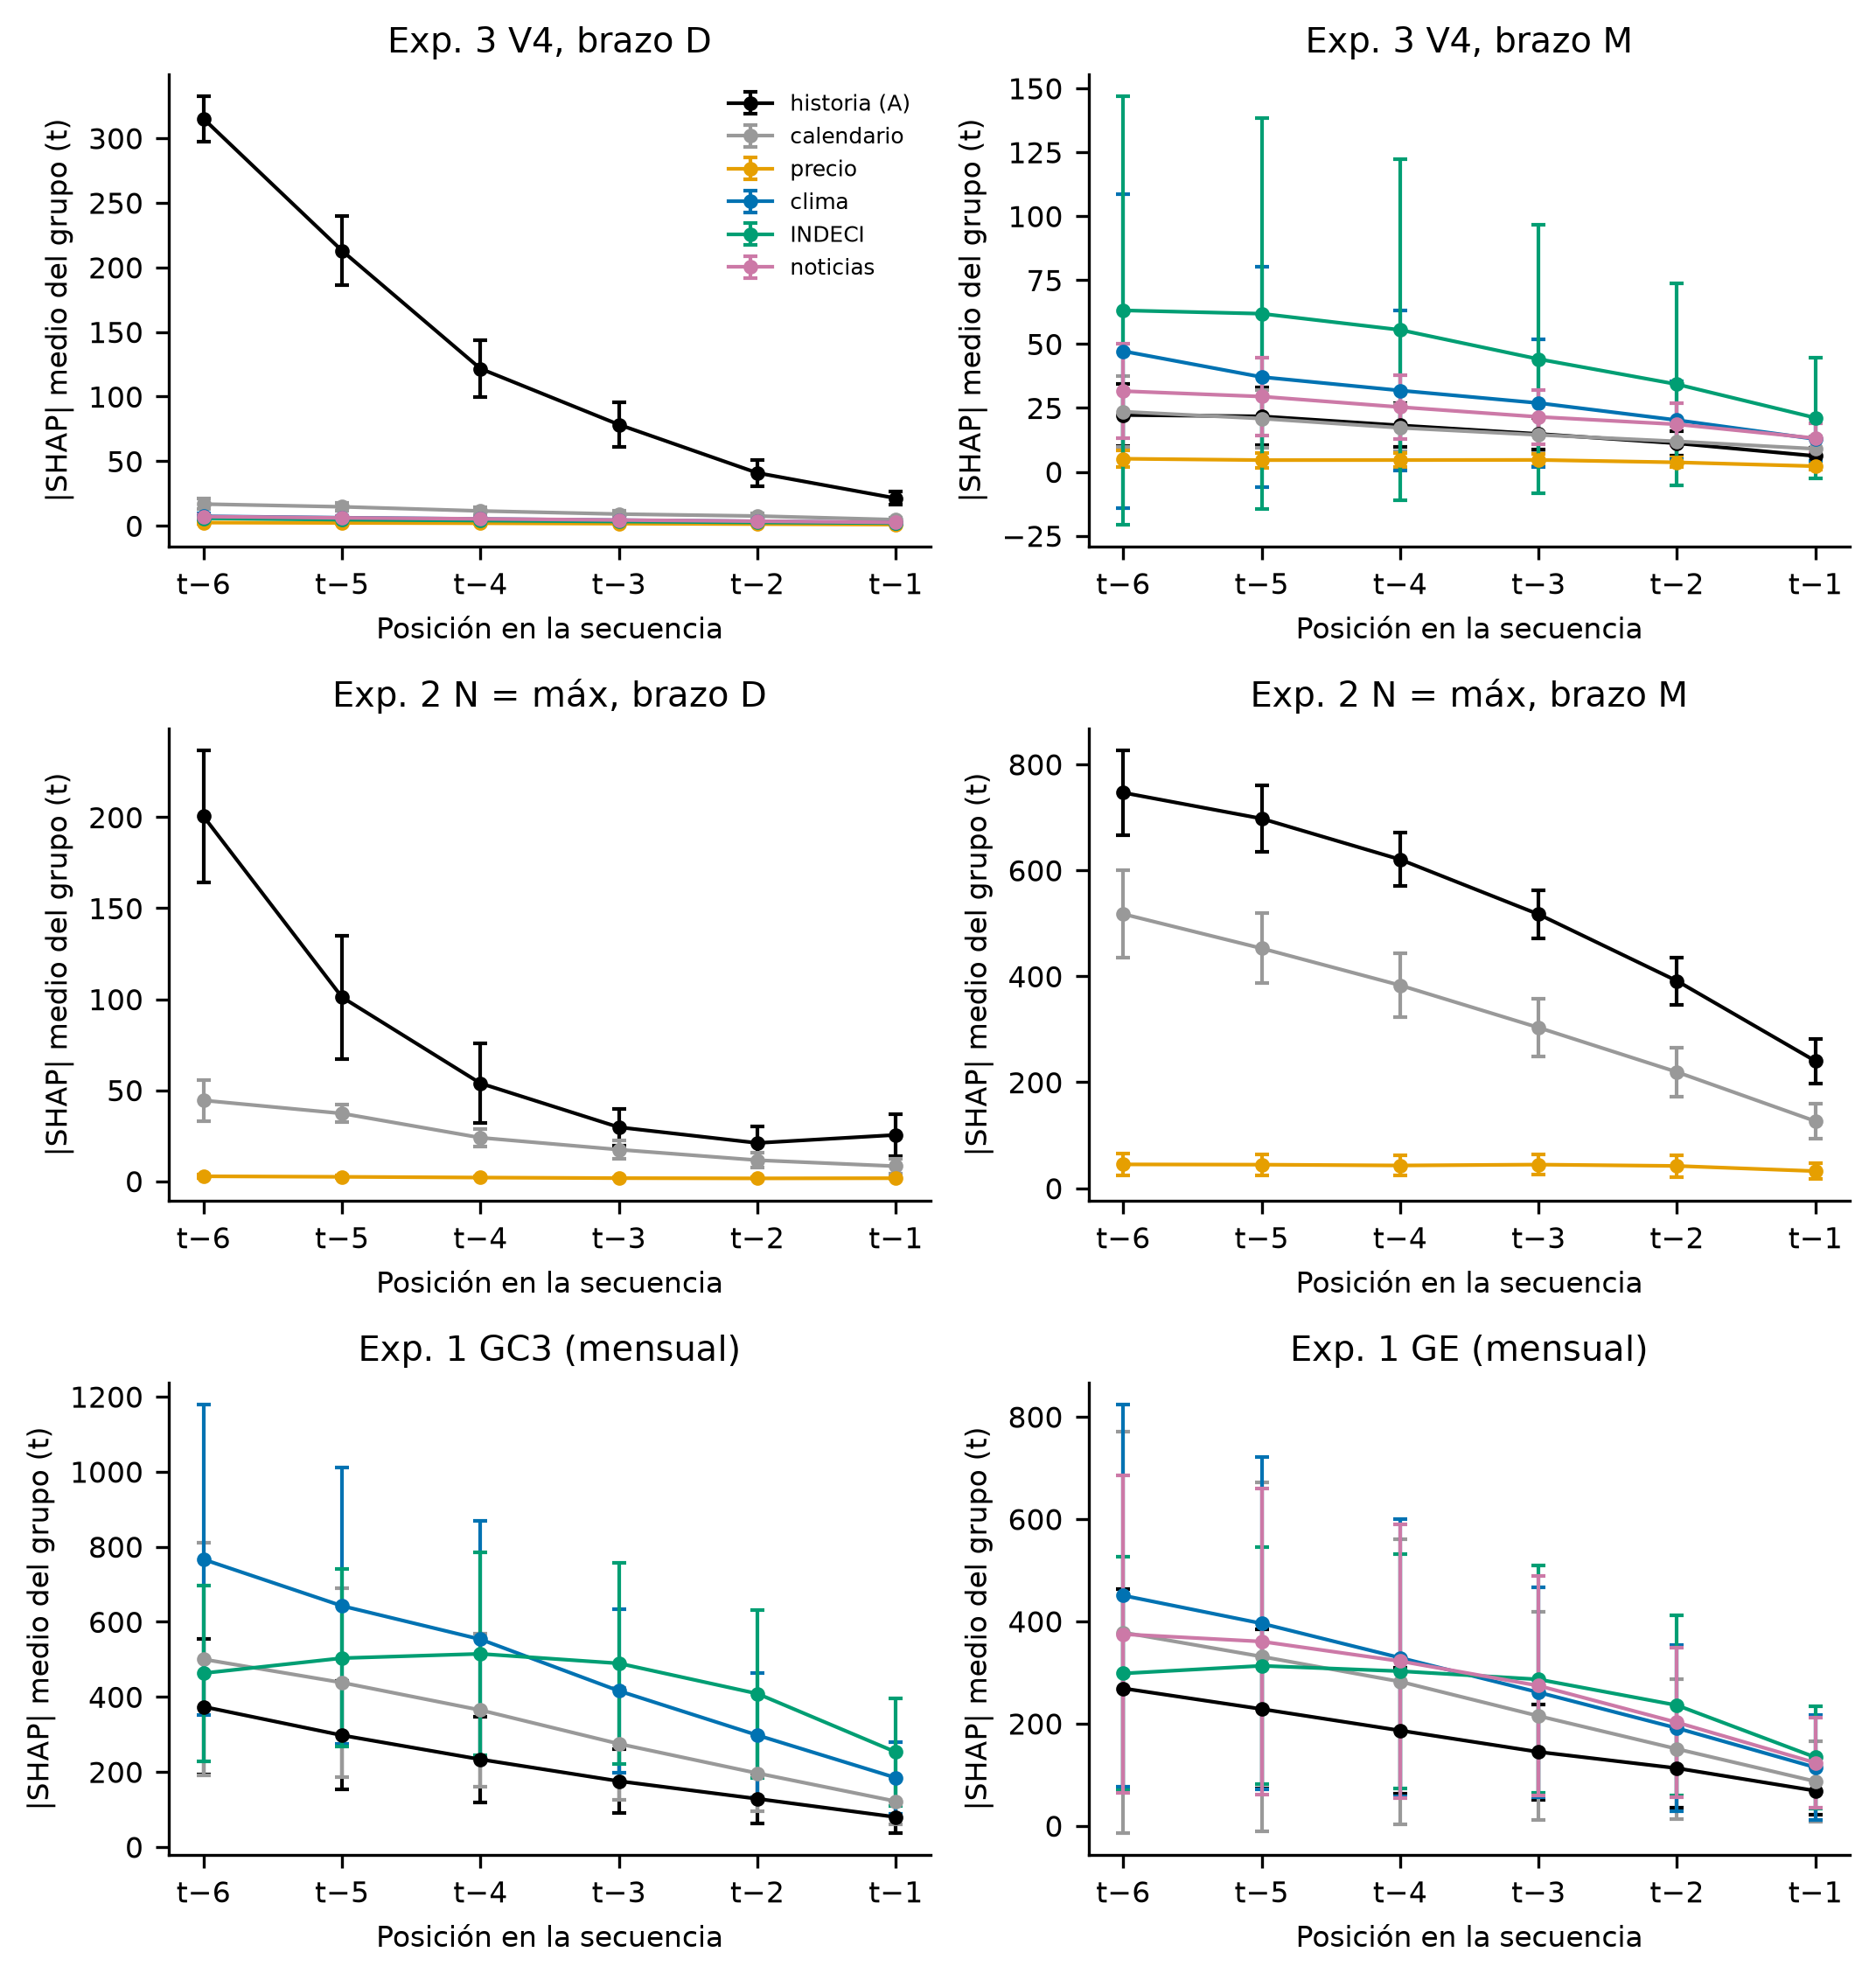 Exp. 3 V4, brazo D
|SHAP| medio del grupo (t)
300
250
200
150
100
50
0
historia (A)
calendario
precio
clima
INDECI
noticias
t−6 t−5 t−4 t−3 t−2 t−1
Posición en la secuencia
Exp. 3 V4, brazo M
|SHAP| medio del grupo (t)
150
125
100
75
50
25
0
−25
t−6 t−5 t−4 t−3 t−2 t−1
Posición en la secuencia
Exp. 2 N = máx, brazo D
|SHAP| medio del grupo (t)
200
150
100
50
0
t−6 t−5 t−4 t−3 t−2 t−1
Posición en la secuencia
Exp. 2 N = máx, brazo M
|SHAP| medio del grupo (t)
800
600
400
200
0
t−6 t−5 t−4 t−3 t−2 t−1
Posición en la secuencia
Exp. 1 GC3 (mensual)
|SHAP| medio del grupo (t)
1200
1000
800
600
400
200
0
t−6 t−5 t−4 t−3 t−2 t−1
Posición en la secuencia
Exp. 1 GE (mensual)
|SHAP| medio del grupo (t)
800
600
400
200
0
t−6 t−5 t−4 t−3 t−2 t−1
Posición en la secuencia